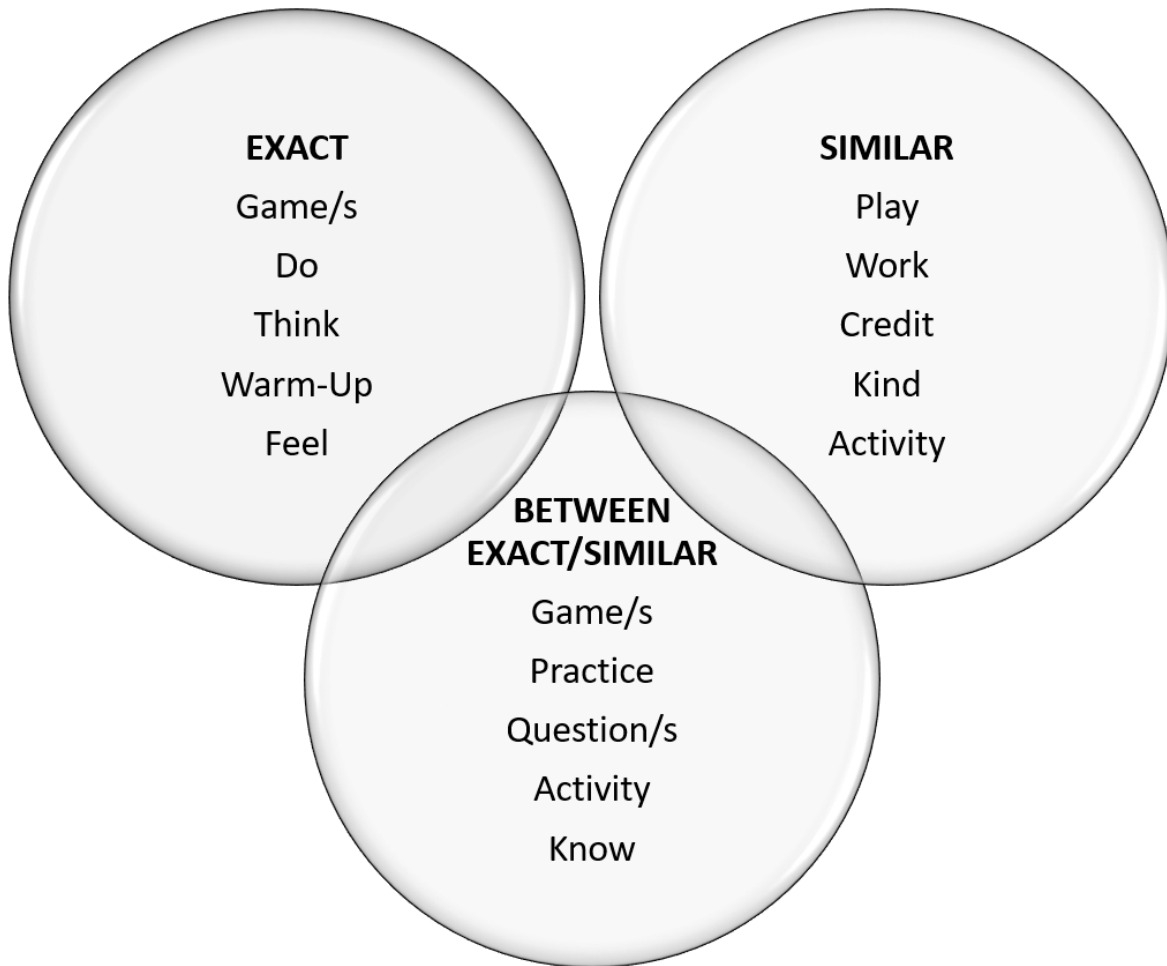 EXACT
Game/s
Do
Think
Warm-Up
Feel
SIMILAR
Play
Work
Credit
Kind
Activity
BETWEEN
EXACT/SIMILAR
Game/s
Practice
Question/s
Activity
Know